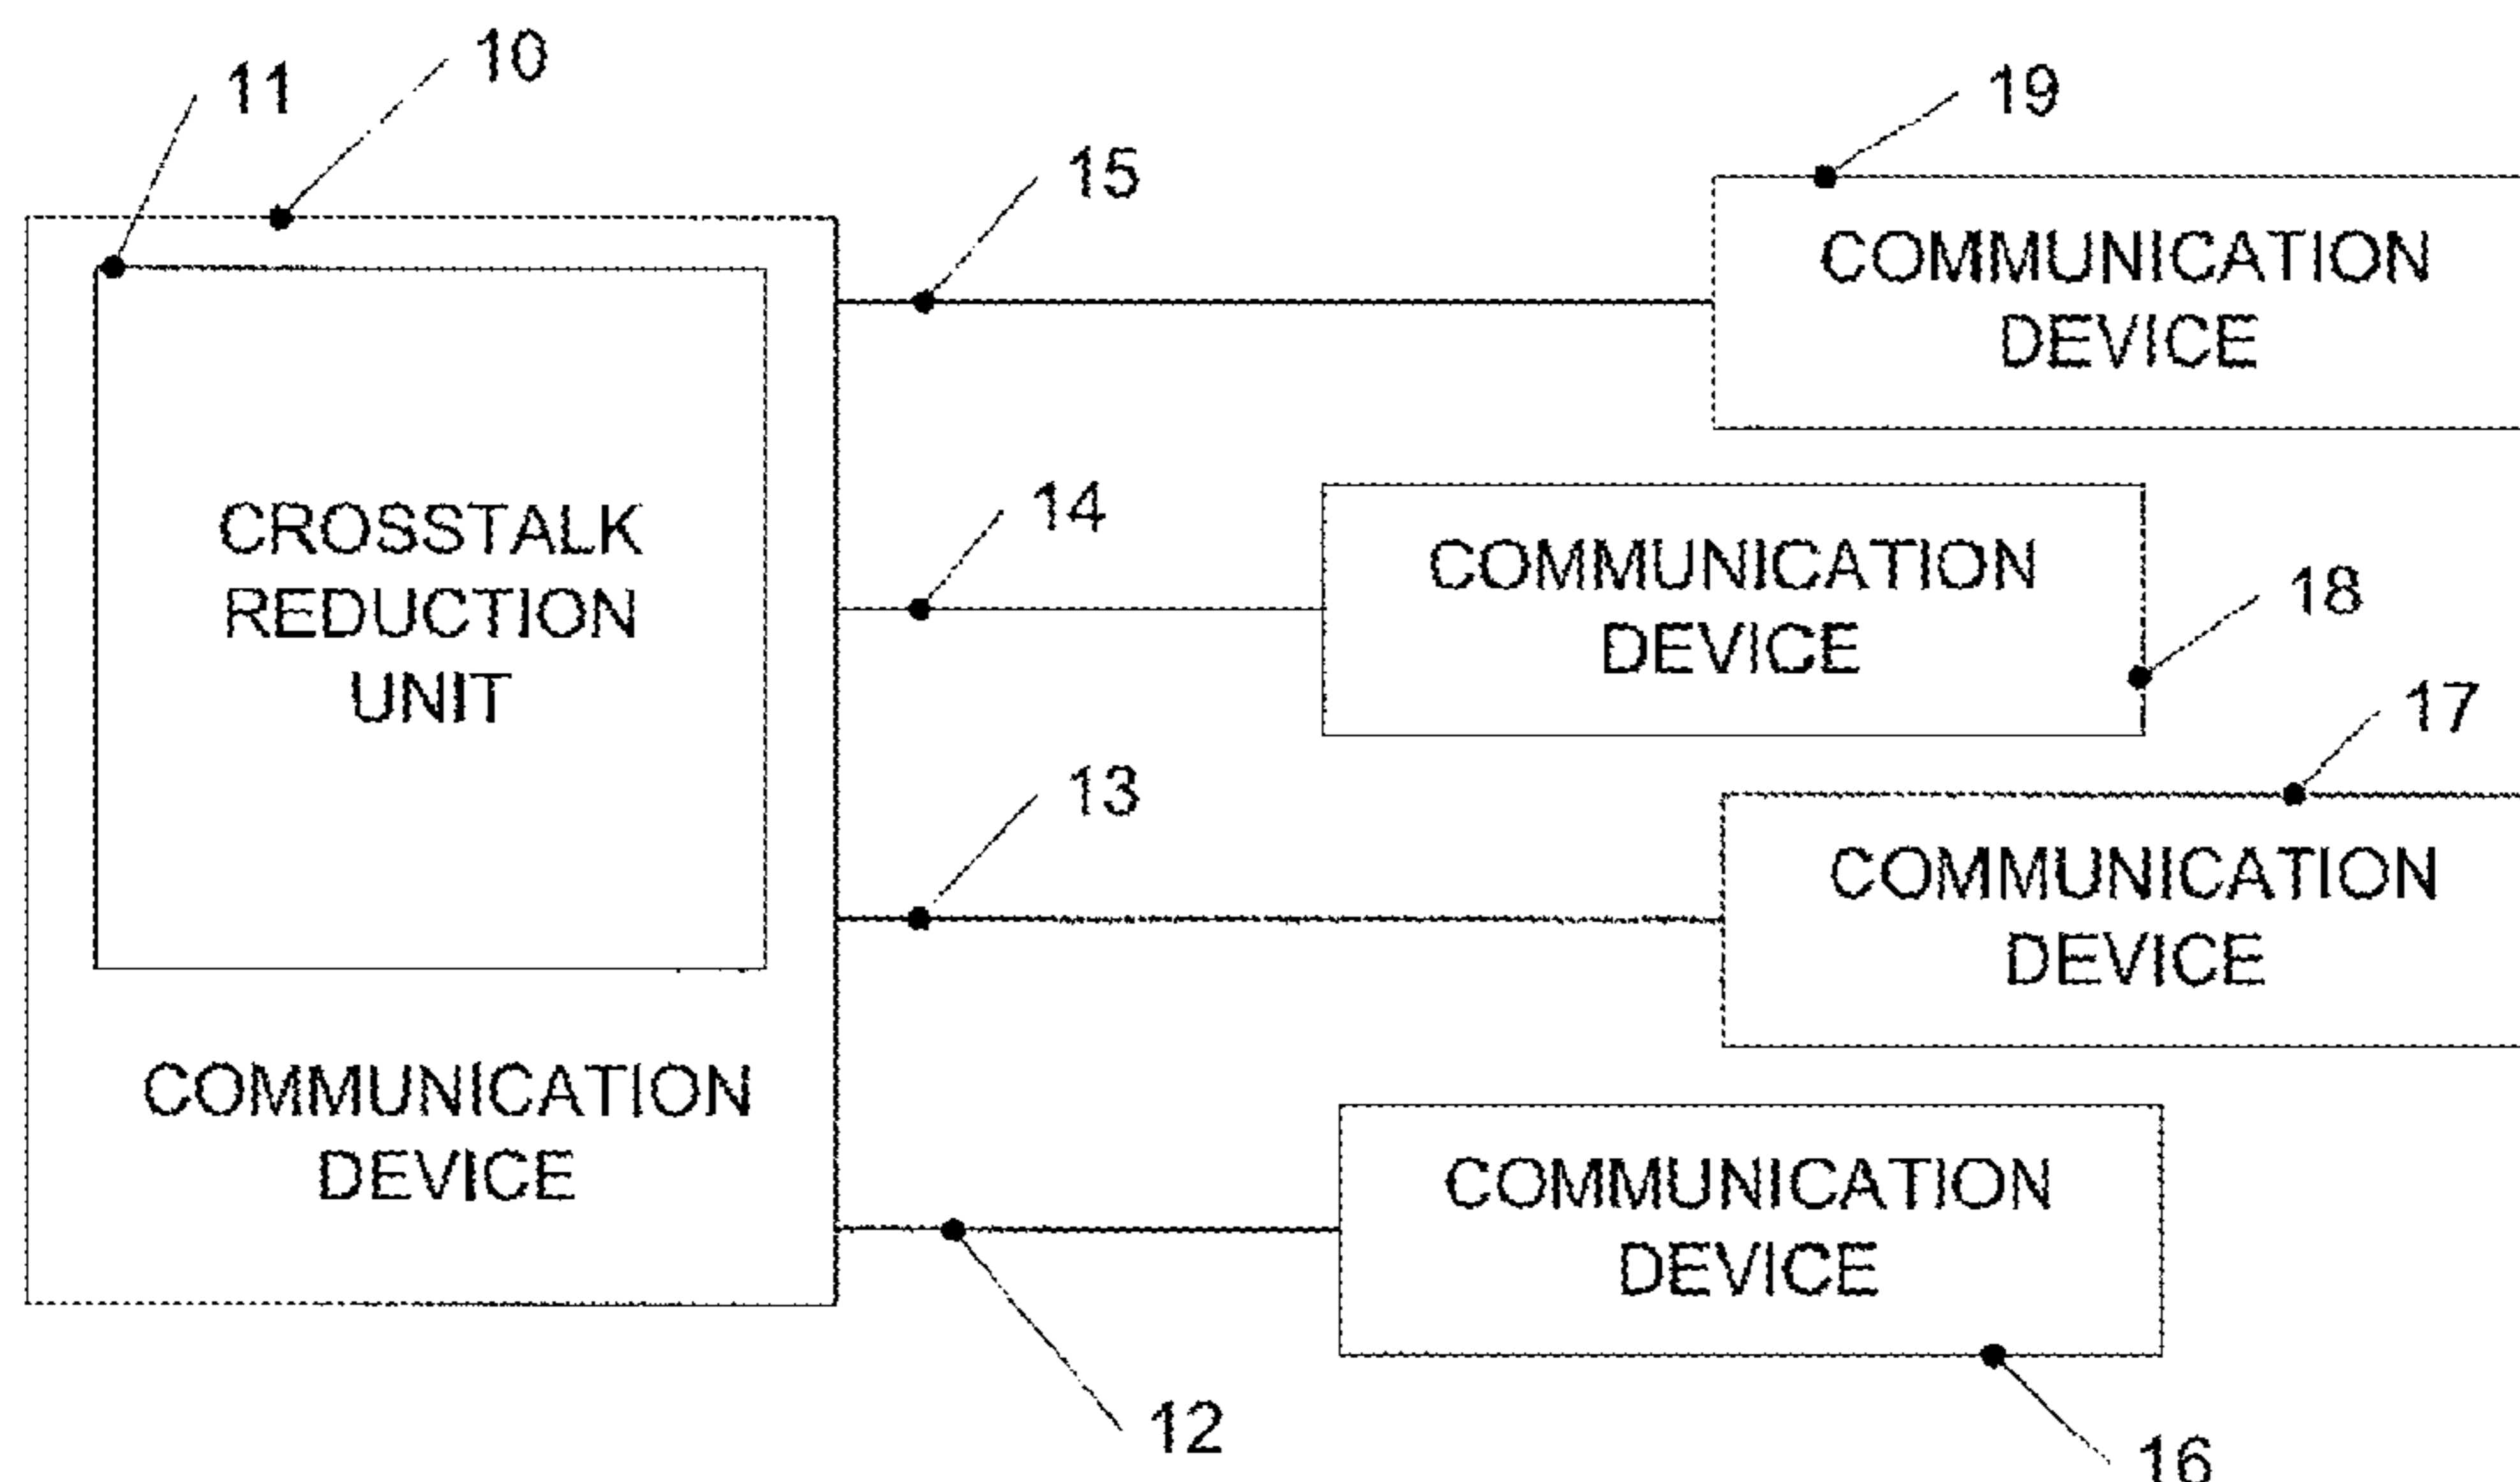 10
11
19
15
COMMUNICATION
DEVICE
CROSSTALK
REDUCTION
UNIT
14
COMMUNICATION
DEVICE
18
17
13
COMMUNICATION
DEVICE
COMMUNICATION
DEVICE
COMMUNICATION
DEVICE
12
16